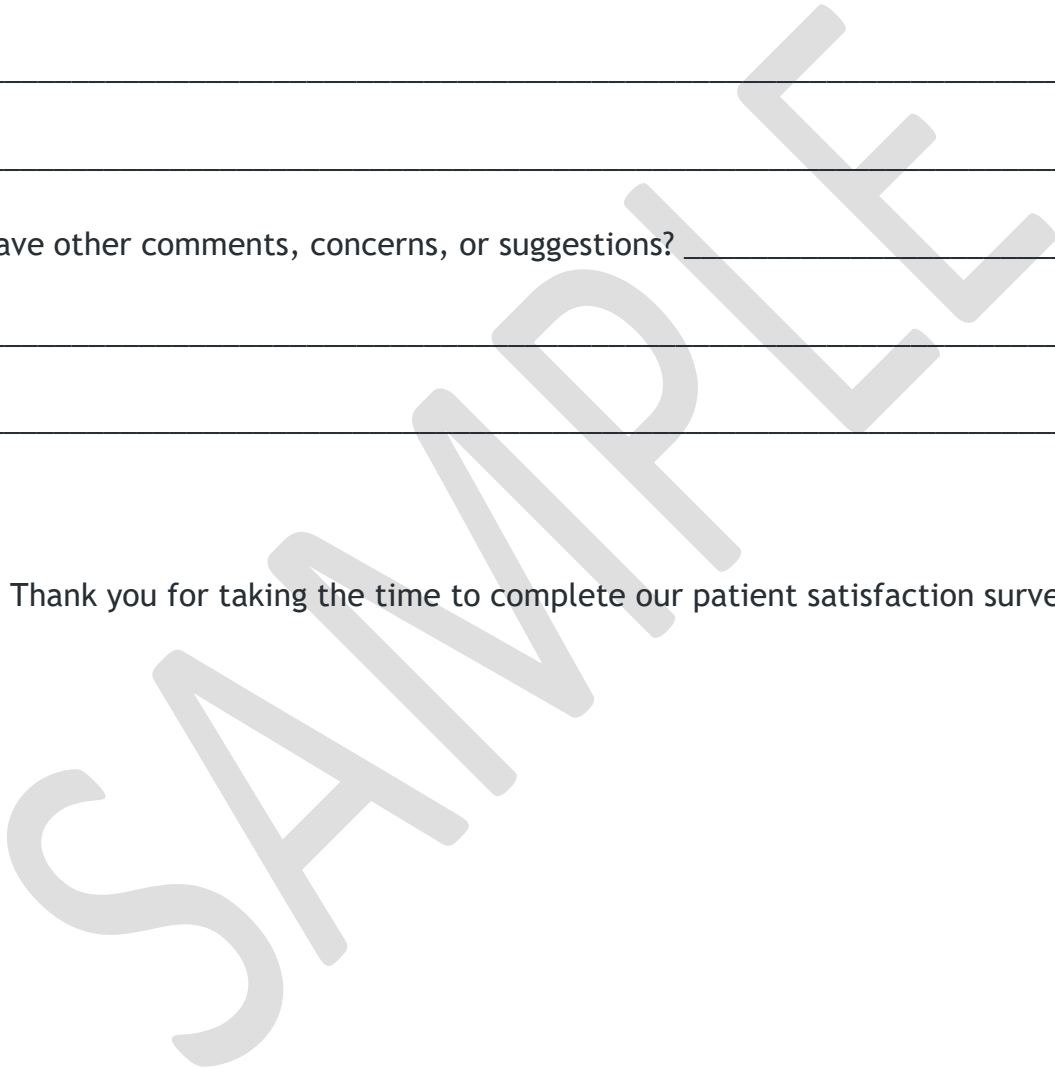 ave other comments, concerns, or suggestions? ______________________
Thank you for taking the time to complete our patient satisfaction surve
SAMPLE